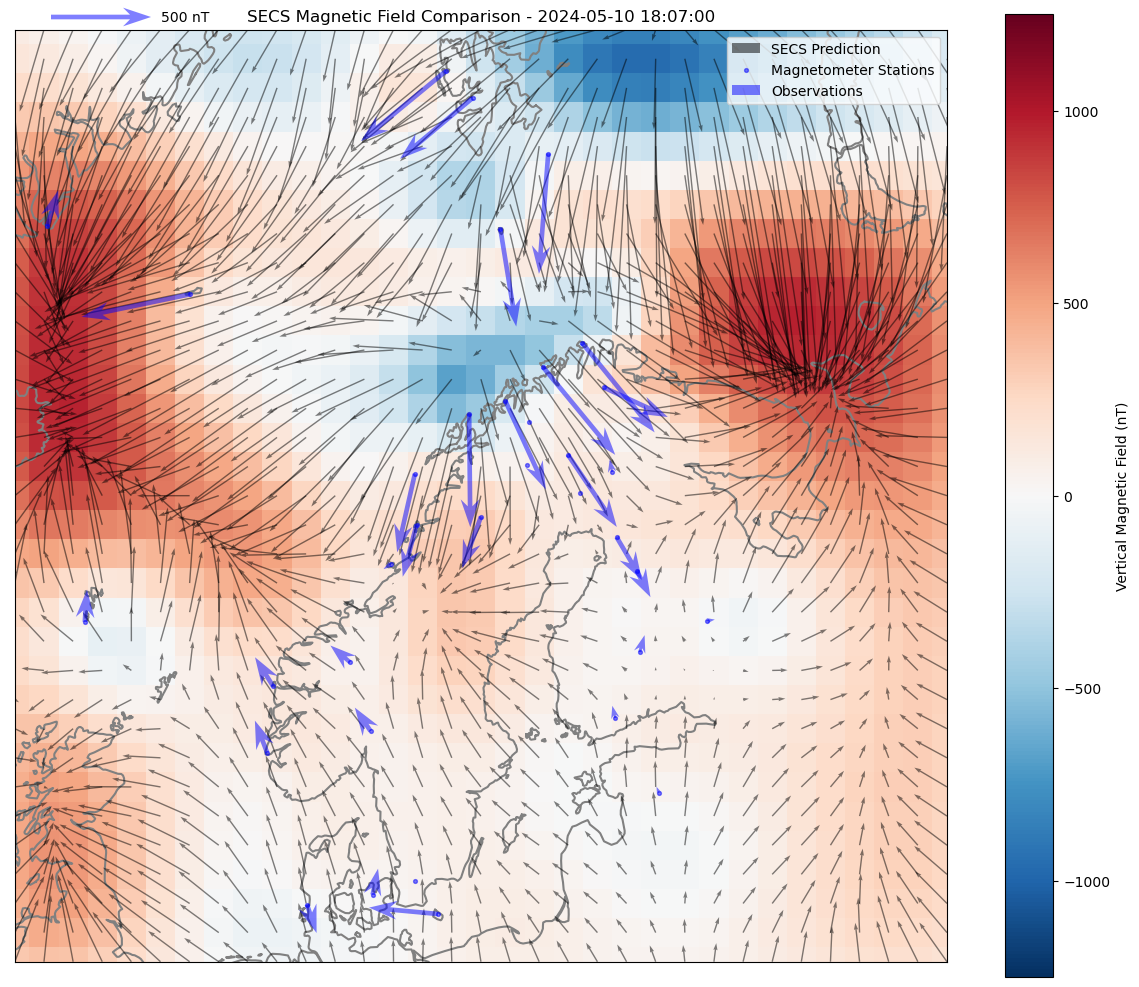 500 nT
SECS Magnetic Field Comparison - 2024-05-10 18:07:00
SECS Prediction
Magnetometer Stations
Observations
1000
500
0
−500
−1000
Vertical Magnetic Field (nT)